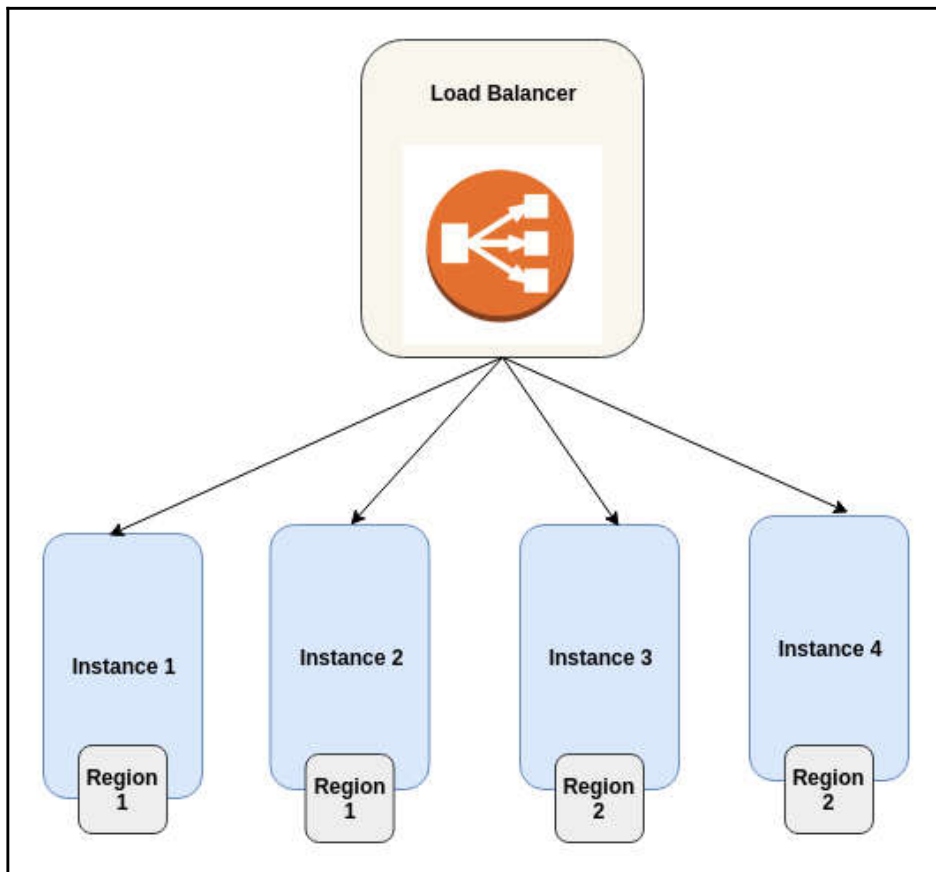 Load Balancer
Instance 1
Instance 2
Instance 3
Instance 4
Region
1
Region
1
Region
2
Region
2